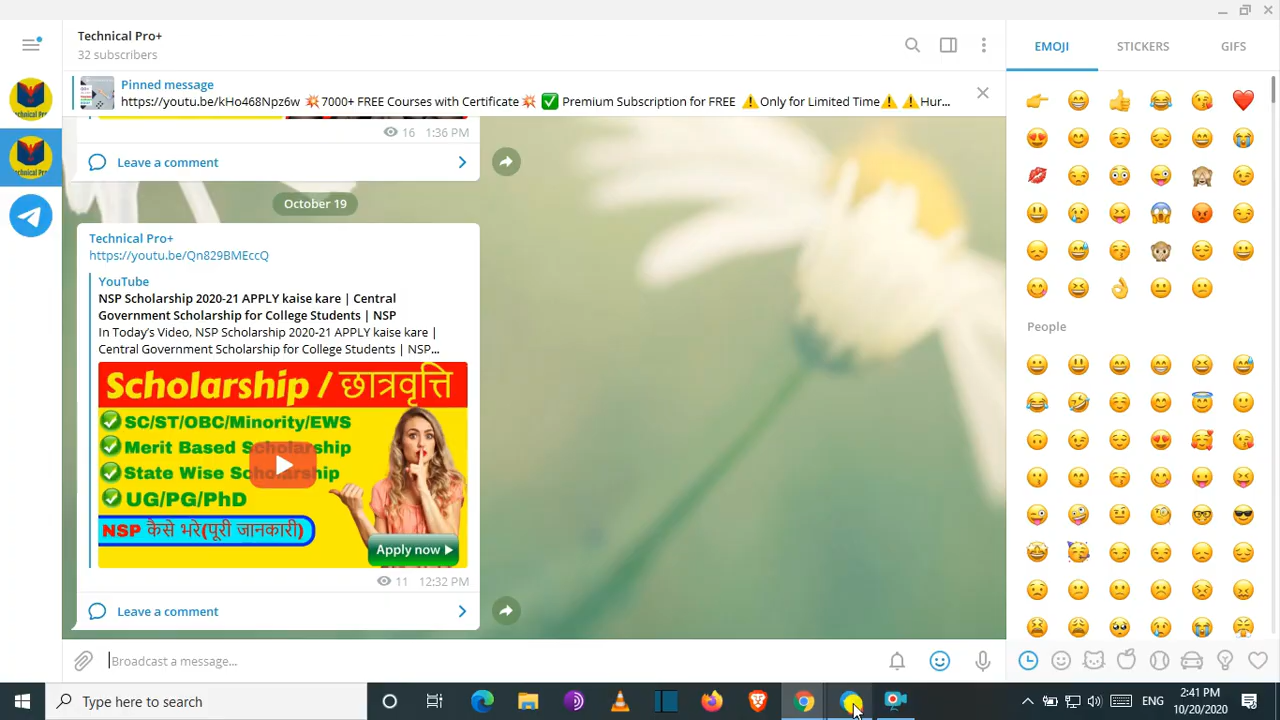 Technical Pro+
32 subscribers
Pinned message
https://youtu.be/kHo468Npz6w 💥7000+ FREE Courses with Certificate💥 ✅ Premium Subscription for FREE ⚠️Only for Limited Time⚠️ ⚠️Hur...
EMOJI STICKERS GIFS
16 1:36 PM
Leave a comment
October 19
Technical Pro+
https://youtu.be/Qn829BMEccQ
YouTube
NSP Scholarship 2020-21 APPLY kaise kare | Central
Government Scholarship for College Students | NSP
In Today's Video, NSP Scholarship 2020-21 APPLY kaise kare |
Central Government Scholarship for College Students | NSP...
Scholarship / छात्रवृत्ति
SC/ST/OBC/Minority/EWS
Merit Based Scholarship
State Wise Scholarship
UG/PG/PhD
NSP कैसे भरे(पूरी जानकारी)
Apply now
11 12:32 PM
Leave a comment
Broadcast a message...
People
Type here to search
ENG
2:41 PM
10/20/2020